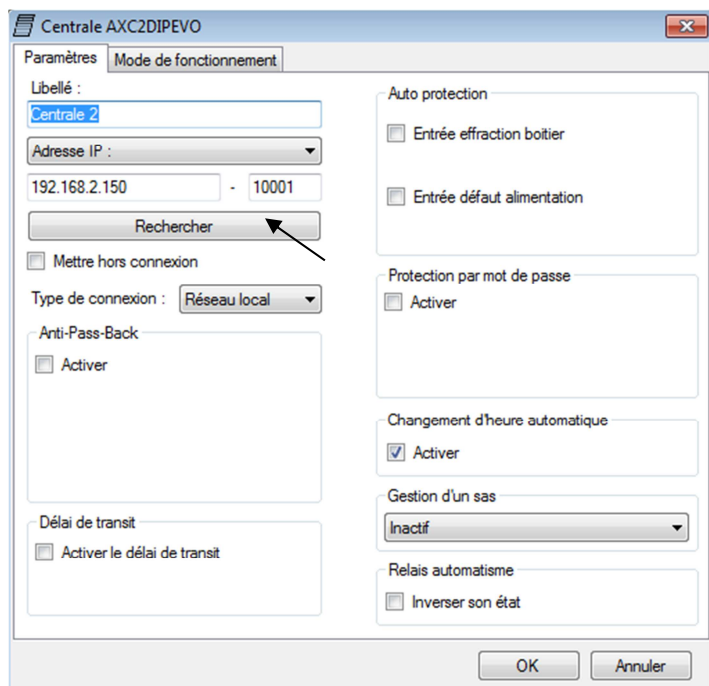 Centrale AXC2DIPEVO
Paramètres
Mode de fonctionnement
Libellé :
Centrale 2
Adresse IP :
192.168.2.150 - 10001
Rechercher
Mettre hors connexion
Type de connexion : Réseau local
Anti-Pass-Back
Activer
Délai de transit
Activer le délai de transit
Auto protection
Entrée effraction boitier
Entrée défaut alimentation
Protection par mot de passe
Activer
Changement d'heure automatique
Activer
Gestion d'un sas
Inactif
Relais automatisme
Inverser son état
OK
Annuler